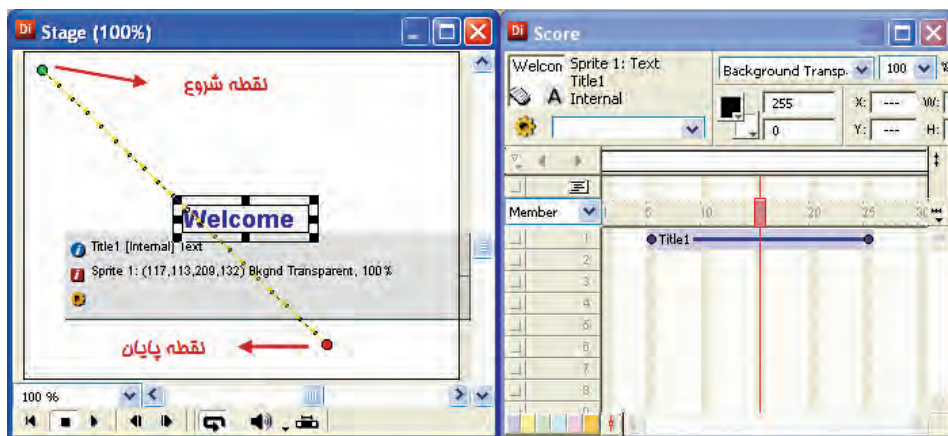 Di Stage (100%)
نقطه شروع
Welcome
Title1 [Internal] Text
Sprite 1: (117,113,209,132) Bkgnd Transparent, 100%
نقطه پایان
100 %
Di Score
Welcon
Sprite 1: Text
Title1
A Internal
Background Transp.
100
%
255
0
X: ---
W:
Y: ---
H:
Member
5
10
20
25
30
1
Title1
2
3
4
5
6
7
8